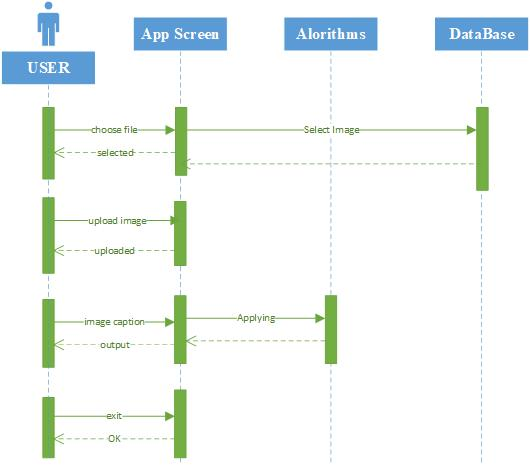 USER
App Screen
Alorithms
DataBase
choose file
Select Image
selected
upload image
uploaded
image caption
Applying
output
exit
OK